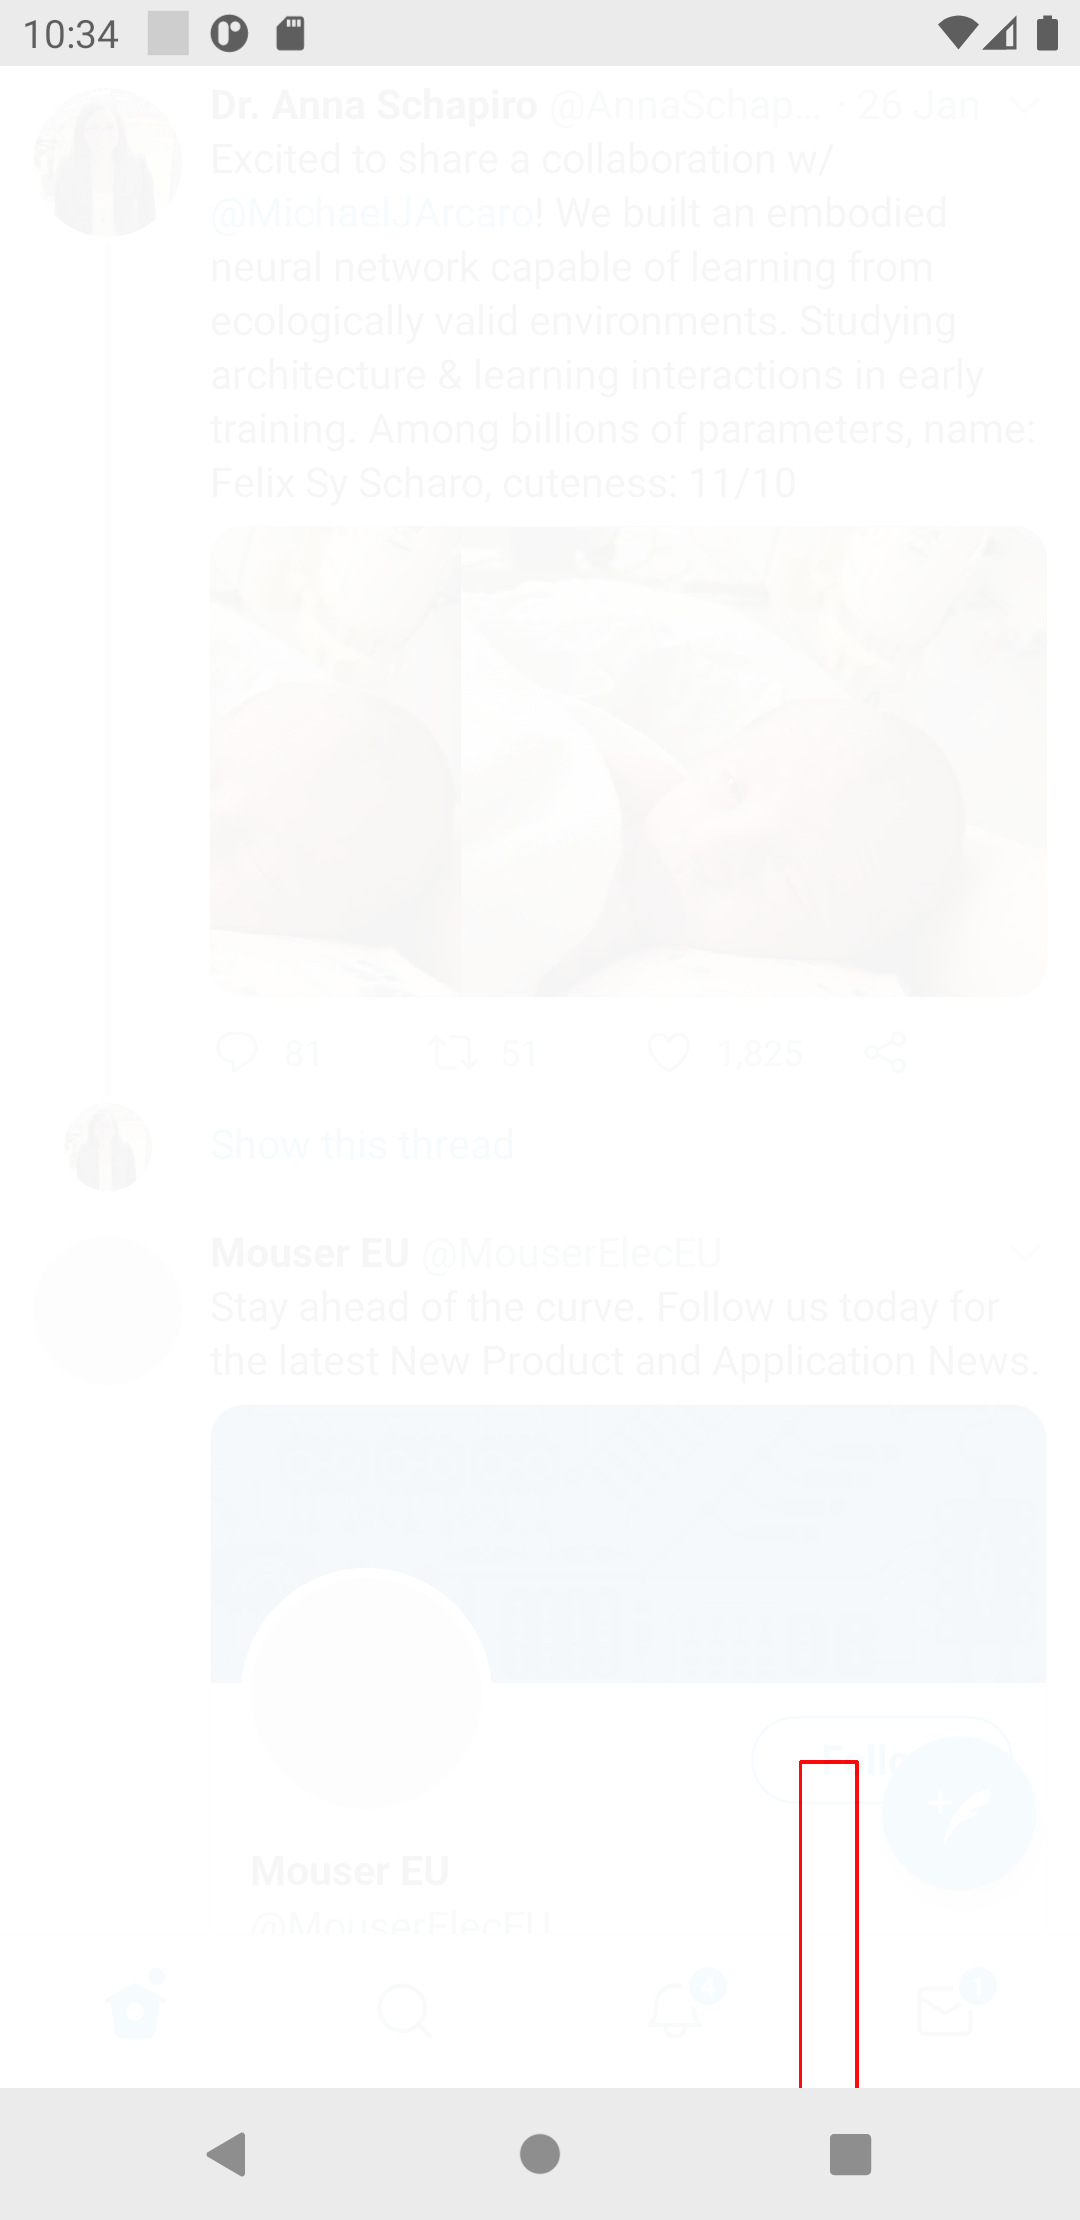 10:34
Dr. Anna Schapiro @AnnaSchap... · 26 Jan
Excited to share a collaboration w/
@MichaelJArcaro! We built an embodied
neural network capable of learning from
ecologically valid environments. Studying
architecture & learning interactions in early
training. Among billions of parameters, name:
Felix Sy Scharo, cuteness: 11/10
81 51 1,825
Show this thread
Mouser EU @MouserElecEU
Stay ahead of the curve. Follow us today for
the latest New Product and Application News.
Mouser EU
@MouserElecEU
4 1